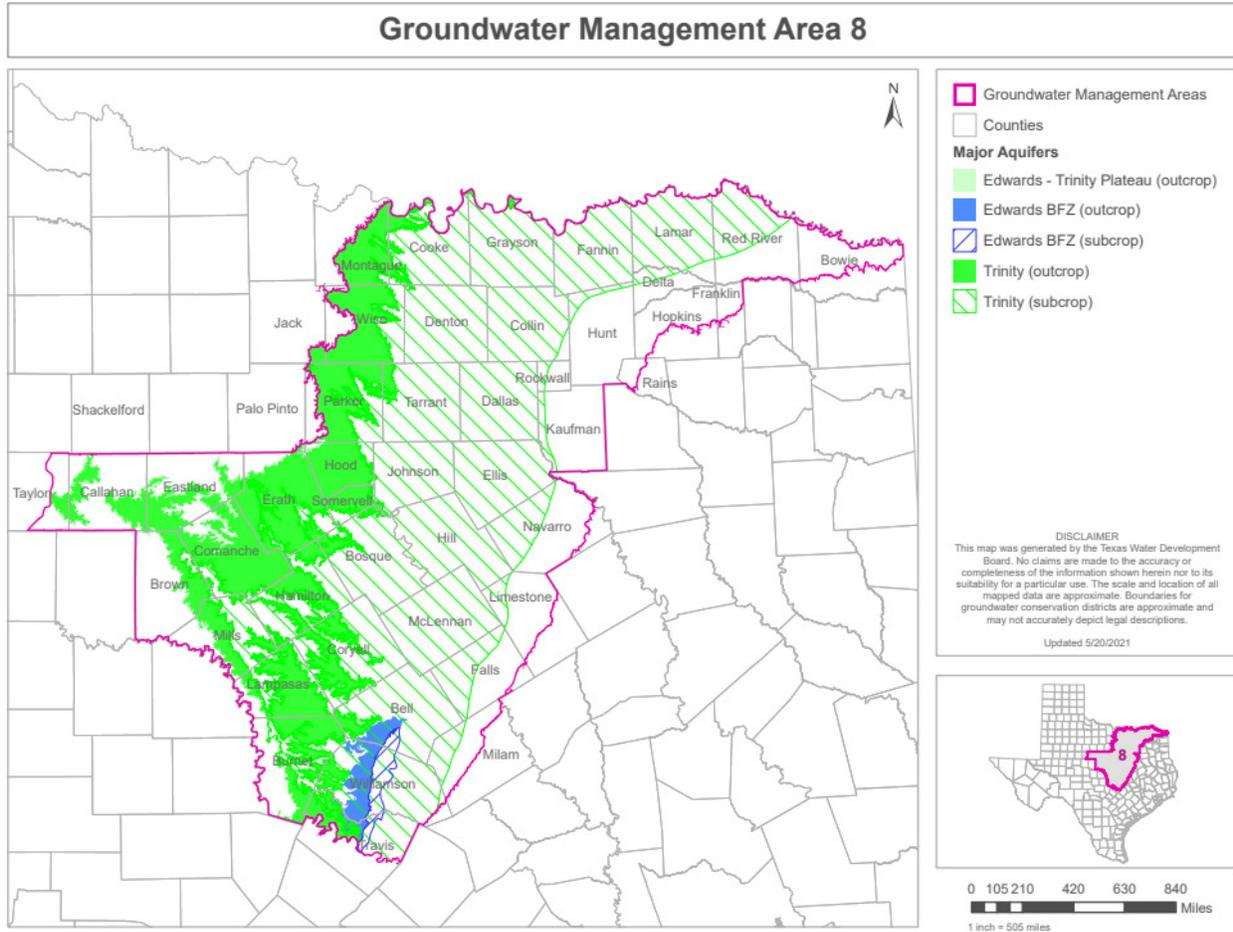 Groundwater Management Area 8
N
Groundwater Management Areas
Counties
Major Aquifers
Edwards - Trinity Plateau (outcrop)
Edwards BFZ (outcrop)
Edwards BFZ (subcrop)
Trinity (outcrop)
Trinity (subcrop)
Cooke
Grayson
Fannin
Lamar
Red River
Bowie
Montague
Delta
Franklin
Hopkins
Jack
Wise
Denton
Collin
Hunt
Rockwall
Rains
Shackelford
Palo Pinto
Parker
Tarrant
Dallas
Kaufman
Taylor
Callahan
Eastland
Hood
Johnson
Ellis
Erath
Somervell
Navarro
Hill
Comanche
Bosque
Brown
Hamilton
Limestone
McLennan
Mills
Coryell
Falls
Lampasas
Bell
Burnet
Milam
Williamson
Travis
DISCLAIMER
This map was generated by the Texas Water Development
Board. No claims are made to the accuracy or
completeness of the information shown herein nor to its
suitability for a particular use. The scale and location of all
mapped data are approximate. Boundaries for
groundwater conservation districts are approximate and
may not accurately depict legal descriptions.
Updated 5/20/2021
8
0 105 210 420 630 840
Miles
1 inch = 505 miles